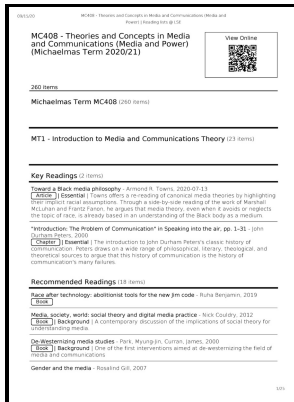 09/15/20
MC408 - Theories and Concepts in Media and Communications (Media and
Power) | Reading lists @ LSE
MC408 - Theories and Concepts in Media
and Communications (Media and Power)
(Michaelmas Term 2020/21)
View Online
260 items
Michaelmas Term MC408 (260 items)
MT1 - Introduction to Media and Communications Theory (23 items)
Key Readings (2 items)
Toward a Black media philosophy - Armond R. Towns, 2020-07-13
Article | Essential | Towns offers a re-reading of canonical media theories by highlighting
their implicit racial assumptions. Through a side-by-side reading of the work of Marshall
McLuhan and Frantz Fanon, he argues that media theory, even when it avoids or neglects
the topic of race, is already based in an understanding of the Black body as a medium.
"Introduction: The Problem of Communication" in Speaking into the air, pp. 1-31 - John
Durham Peters, 2000
Chapter | Essential | The introduction to John Durham Peters's classic history of
communication. Peters draws on a wide range of philosophical, literary, theological, and
theoretical sources to argue that this history of communication is the history of
communication's many failures.
Recommended Readings (18 items)
Race after technology: abolitionist tools for the new Jim code - Ruha Benjamin, 2019
Book
Media, society, world: social theory and digital media practice - Nick Couldry, 2012
Book | Background | A contemporary discussion of the implications of social theory for
understanding media
De-Westernizing media studies - Park, Myung-jin, Curran, James, 2000
Book | Background | One of the first interventions aimed at de-westernizing the field of
media and communications
Gender and the media - Rosalind Gill, 2007